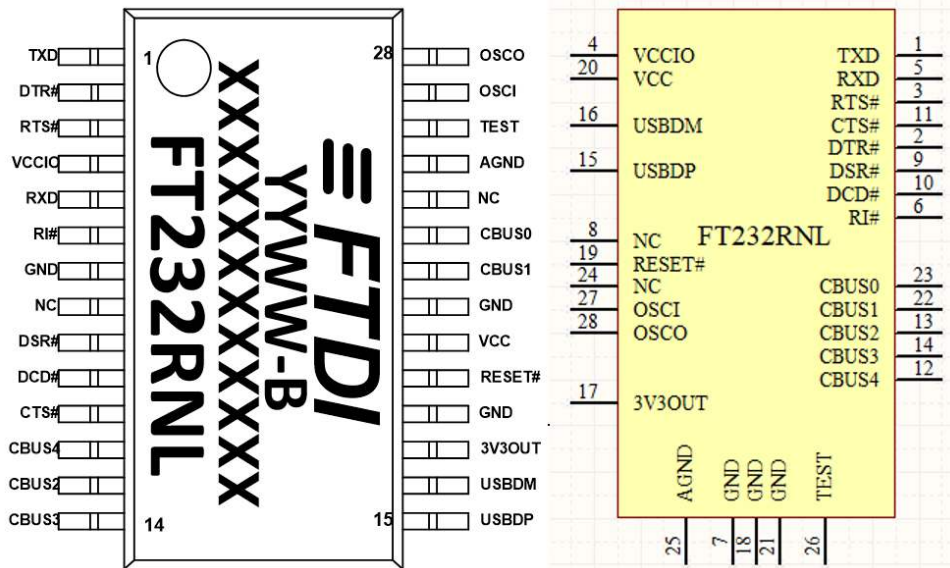 TXD
DTR#
RTS#
VCCIO
RXD
RI#
GND
NC
DSR#
DCD#
CTS#
CBUS4
CBUS2
CBUS3
1
14
28
15
FT232RNL
XXXXXXXXXXXX
YYWW-B
FTDI
OSCO
OSCI
TEST
AGND
NC
CBUS0
CBUS1
GND
VCC
RESET#
GND
3V3OUT
USBDM
USBDP
4 VCCIO
20 VCC
16 USBDM
15 USBDP
8 NC
19 RESET#
24 NC
27 OSCI
28 OSCO
17 3V3OUT
FT232RNL
TXD 1
RXD 5
RTS# 3
CTS# 11
DTR# 2
DSR# 9
DCD# 10
RI# 6
CBUS0 23
CBUS1 22
CBUS2 13
CBUS3 14
CBUS4 12
AGND 25
GND 7
GND 18
GND 21
TEST 26